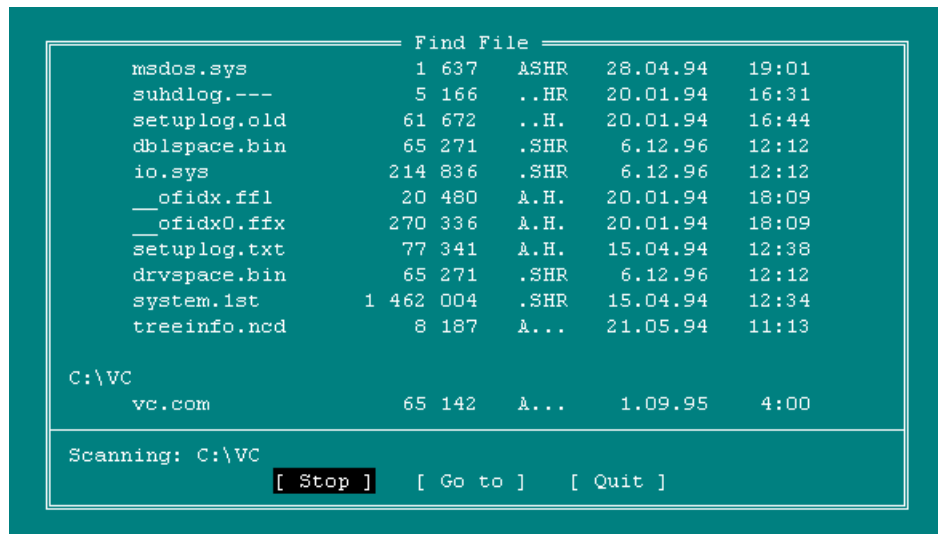 Find File
msdos.sys 1 637 ASHR 28.04.94 19:01
suhdlog.--- 5 166 ..HR 20.01.94 16:31
setuplog.old 61 672 ..H. 20.01.94 16:44
dblspace.bin 65 271 .SHR 6.12.96 12:12
io.sys 214 836 .SHR 6.12.96 12:12
__ofidx.ffl 20 480 A.H. 20.01.94 18:09
__ofidx0.ffx 270 336 A.H. 20.01.94 18:09
setuplog.txt 77 341 A.H. 15.04.94 12:38
drvspace.bin 65 271 .SHR 6.12.96 12:12
system.1st 1 462 004 .SHR 15.04.94 12:34
treeinfo.ncd 8 187 A... 21.05.94 11:13
C:\VC
vc.com 65 142 A... 1.09.95 4:00
Scanning: C:\VC
[ Stop ] [ Go to ] [ Quit ]